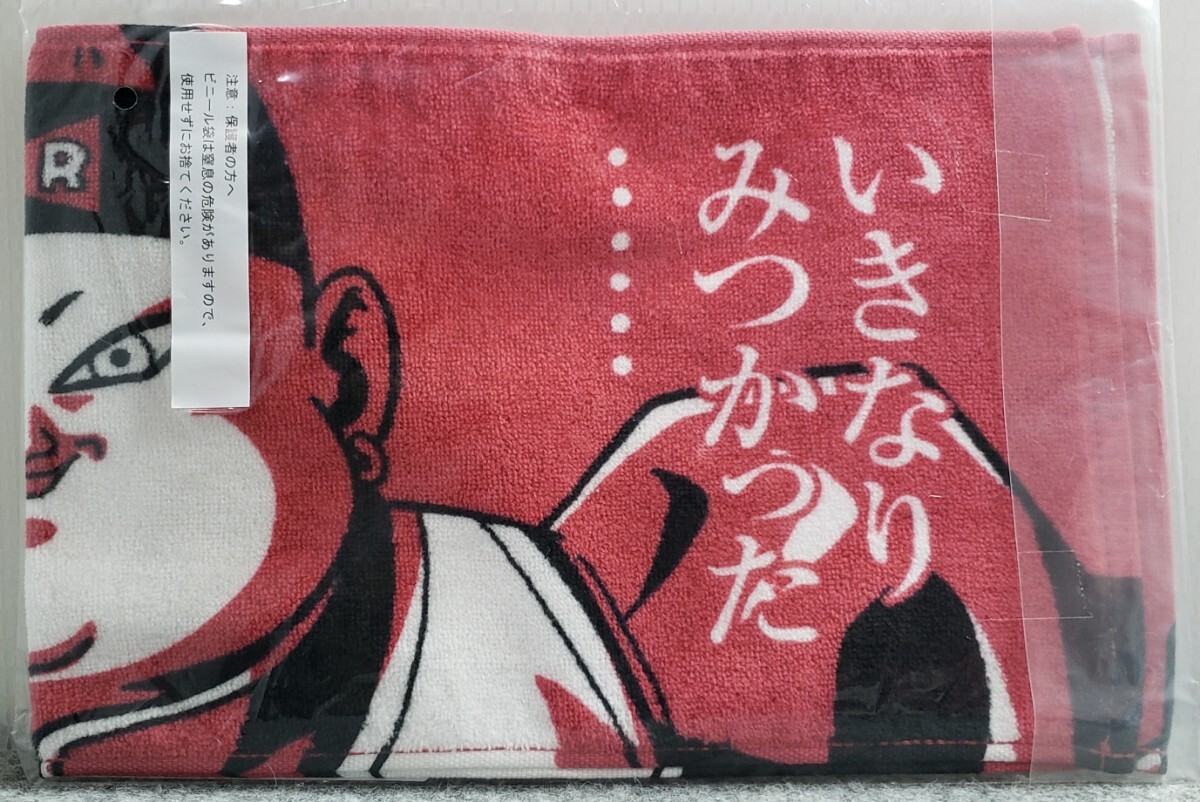 いきなり
みつかった
・・・・・・
注意：保護者の方へ
ビニール袋は窒息の危険がありますので、
使用せずにお捨てください。
R